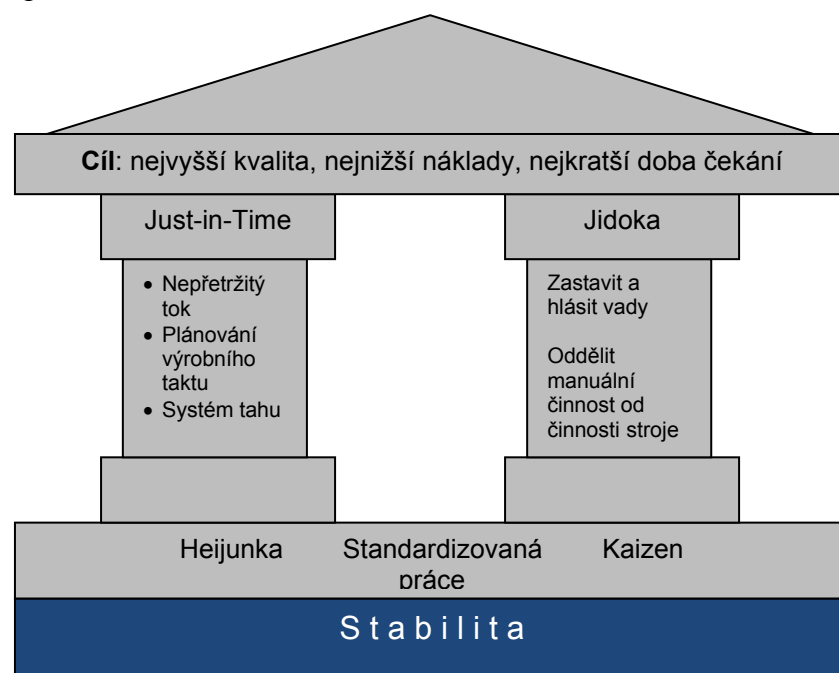 Cíl: nejvyšší kvalita, nejnižší náklady, nejkratší doba čekání
Just-in-Time
• Nepřetržitý
tok
• Plánování
výrobního
taktu
• Systém tahu
Jidoka
Zastavit a
hlásit vady
Oddělit
manuální
činnost od
činnosti stroje
Heijunka
Standardizovaná
práce
Kaizen
Stabilita